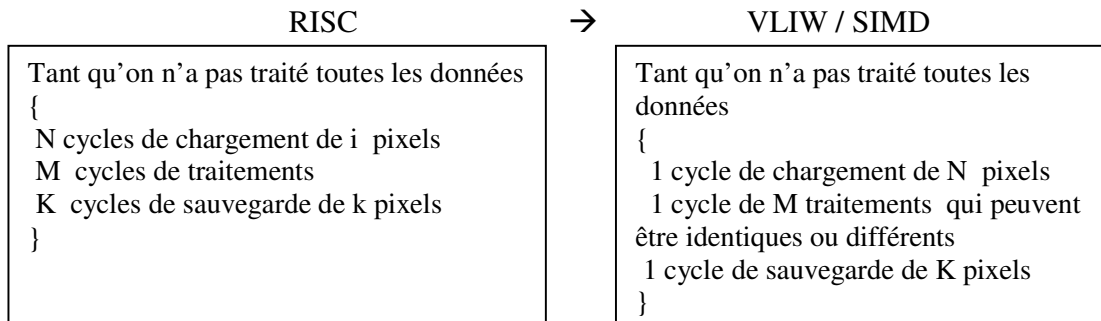 RISC → VLIW / SIMD
Tant qu’on n’a pas traité toutes les données
{
N cycles de chargement de i pixels
M cycles de traitements
K cycles de sauvegarde de k pixels
}
Tant qu’on n’a pas traité toutes les
données
{
1 cycle de chargement de N pixels
1 cycle de M traitements qui peuvent
être identiques ou différents
1 cycle de sauvegarde de K pixels
}